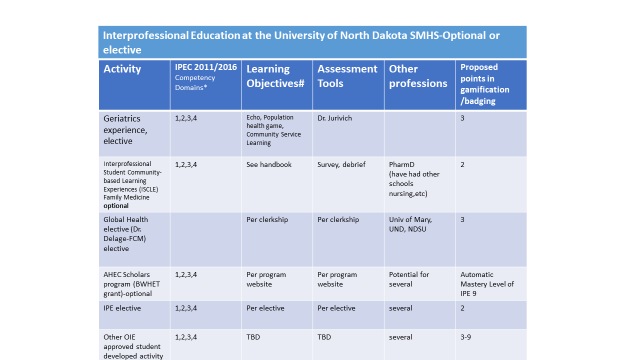 Interprofessional Education at the University of North Dakota SMHS-Optional or
elective
Activity
IPEC 2011/2016
Competency
Domains*
Learning
Objectives#
Assessment
Tools
Other
professions
Proposed
points in
gamification
/badging
Geriatrics
experience,
elective
1,2,3,4
Echo, Population
health game,
Community Service
Learning
Dr. Jurivich
3
Interprofessional
Student Community-
based Learning
Experiences (ISCLE)
Family Medicine
optional
1,2,3,4
See handbook
Survey, debrief
PharmD
(have had other
schools
nursing,etc)
2
Global Health
elective (Dr.
Delage-FCM)
elective
Per clerkship
Per clerkship
Univ of Mary,
UND, NDSU
3
AHEC Scholars
program (BWHET
grant)-optional
1,2,3,4
Per program
website
Per program
website
Potential for
several
Automatic
Mastery Level of
IPE 9
IPE elective
1,2,3,4
Per elective
Per elective
several
2
Other OIE
approved student
developed activity
1,2,3,4
TBD
TBD
several
3-9